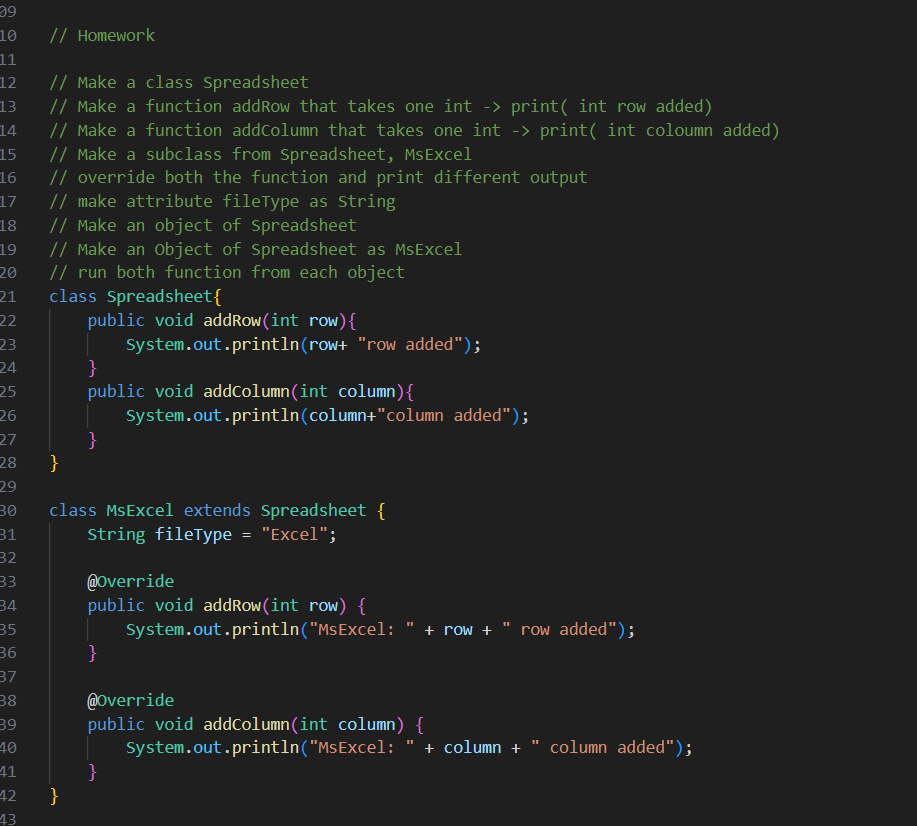 09
10 // Homework
11
12 // Make a class Spreadsheet
13 // Make a function addRow that takes one int -> print( int row added)
14 // Make a function addColumn that takes one int -> print( int coloumn added)
15 // Make a subclass from Spreadsheet, MsExcel
16 // override both the function and print different output
17 // make attribute fileType as String
18 // Make an object of Spreadsheet
19 // Make an Object of Spreadsheet as MsExcel
20 // run both function from each object
21 class Spreadsheet{
22     public void addRow(int row){
23         System.out.println(row+ "row added");
24     }
25     public void addColumn(int column){
26         System.out.println(column+"column added");
27     }
28 }
29
30 class MsExcel extends Spreadsheet {
31     String fileType = "Excel";
32
33     @Override
34     public void addRow(int row) {
35         System.out.println("MsExcel: " + row + " row added");
36     }
37
38     @Override
39     public void addColumn(int column) {
40         System.out.println("MsExcel: " + column + " column added");
41     }
42 }
43